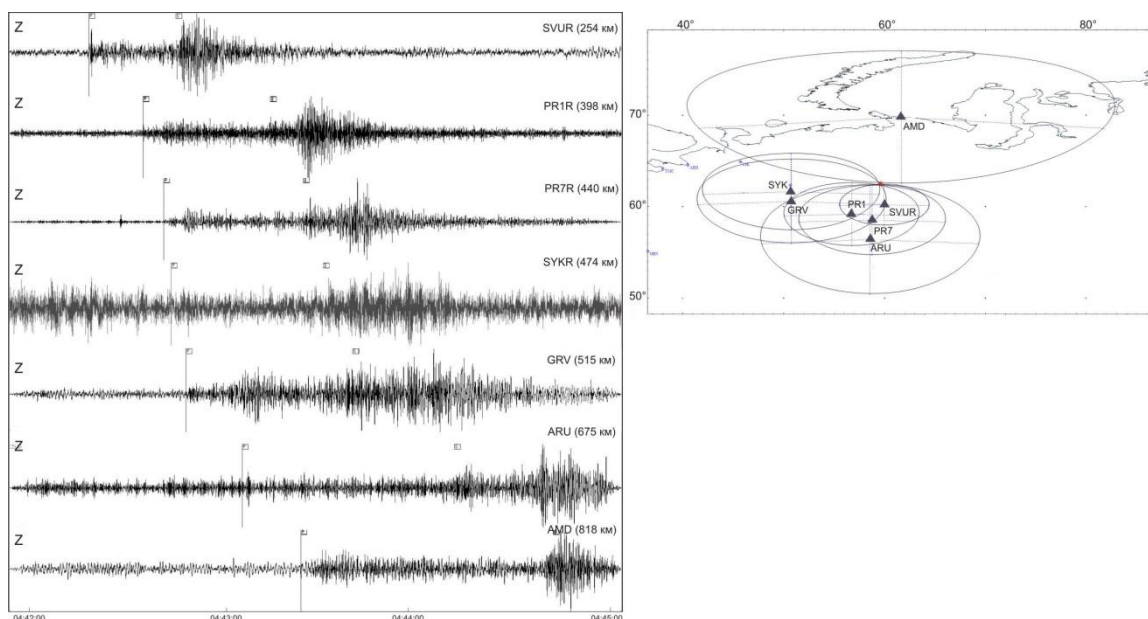 Z
SVUR (254 км)
Z
PR1R (398 км)
Z
PR7R (440 км)
Z
SYKR (474 км)
Z
GRV (515 км)
Z
ARU (675 км)
Z
AMD (818 км)
04:42:00 04:43:00 04:44:00 04:45:00
40° 60° 80°
70°
AMD
SYK
60°
GRV
PR1
SVUR
PR7
ARU
50°